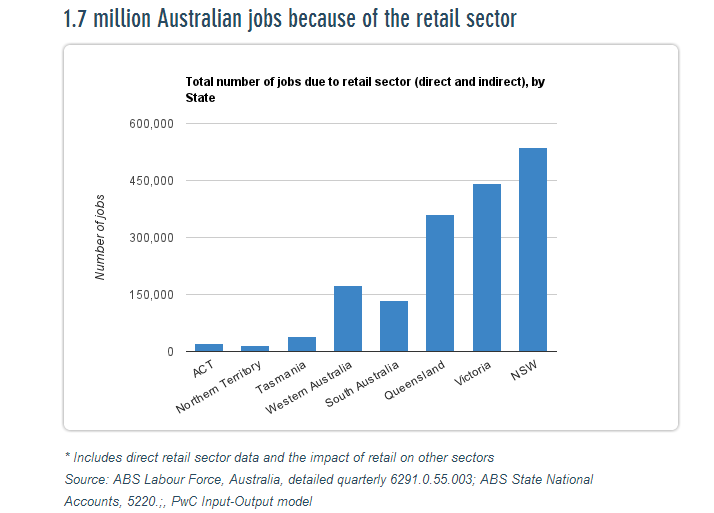 1.7 million Australian jobs because of the retail sector
Total number of jobs due to retail sector (direct and indirect), by
State
600,000
450,000
300,000
150,000
0
Number of jobs
ACT
Northern Territory
Tasmania
Western Australia
South Australia
Queensland
Victoria
NSW
* Includes direct retail sector data and the impact of retail on other sectors
Source: ABS Labour Force, Australia, detailed quarterly 6291.0.55.003; ABS State National
Accounts, 5220.;, PwC Input-Output model